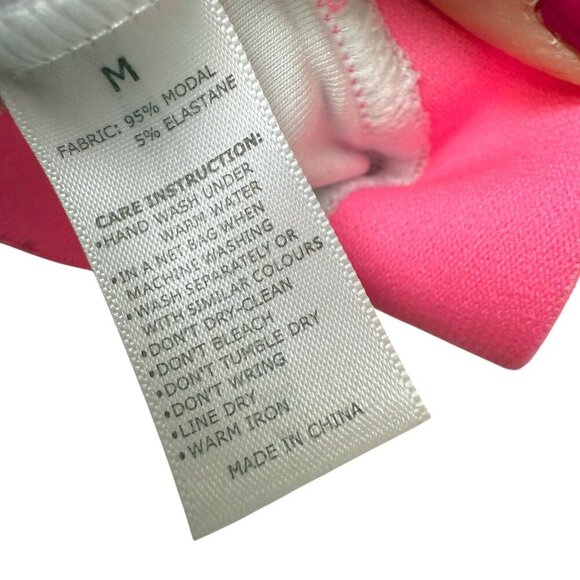 M
FABRIC: 95% MODAL
5% ELASTANE
CARE INSTRUCTION:
•HAND WASH UNDER
WARM WATER
•IN A NET BAG WHEN
MACHINE WASHING
•WASH SEPARATELY OR
WITH SIMILAR COLOURS
•DON'T DRY-CLEAN
•DON'T BLEACH
•DON'T TUMBLE DRY
•DON'T WRING
•LINE DRY
•WARM IRON
MADE IN CHINA